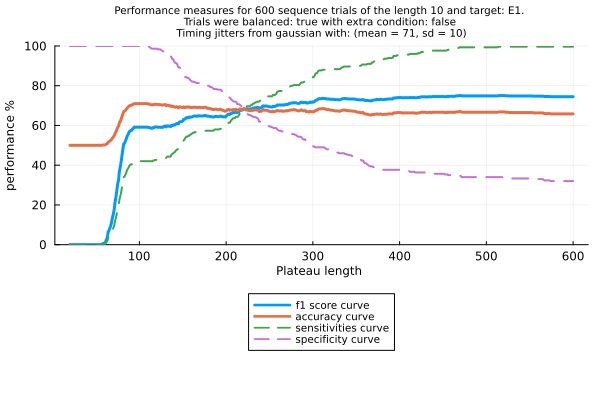 Performance measures for 600 sequence trials of the length 10 and target: E1.
Trials were balanced: true with extra condition: false
Timing jitters from gaussian with: (mean = 71, sd = 10)
100
80
60
40
20
0
performance %
100 200 300 400 500 600
Plateau length
f1 score curve
accuracy curve
sensitivities curve
specificity curve